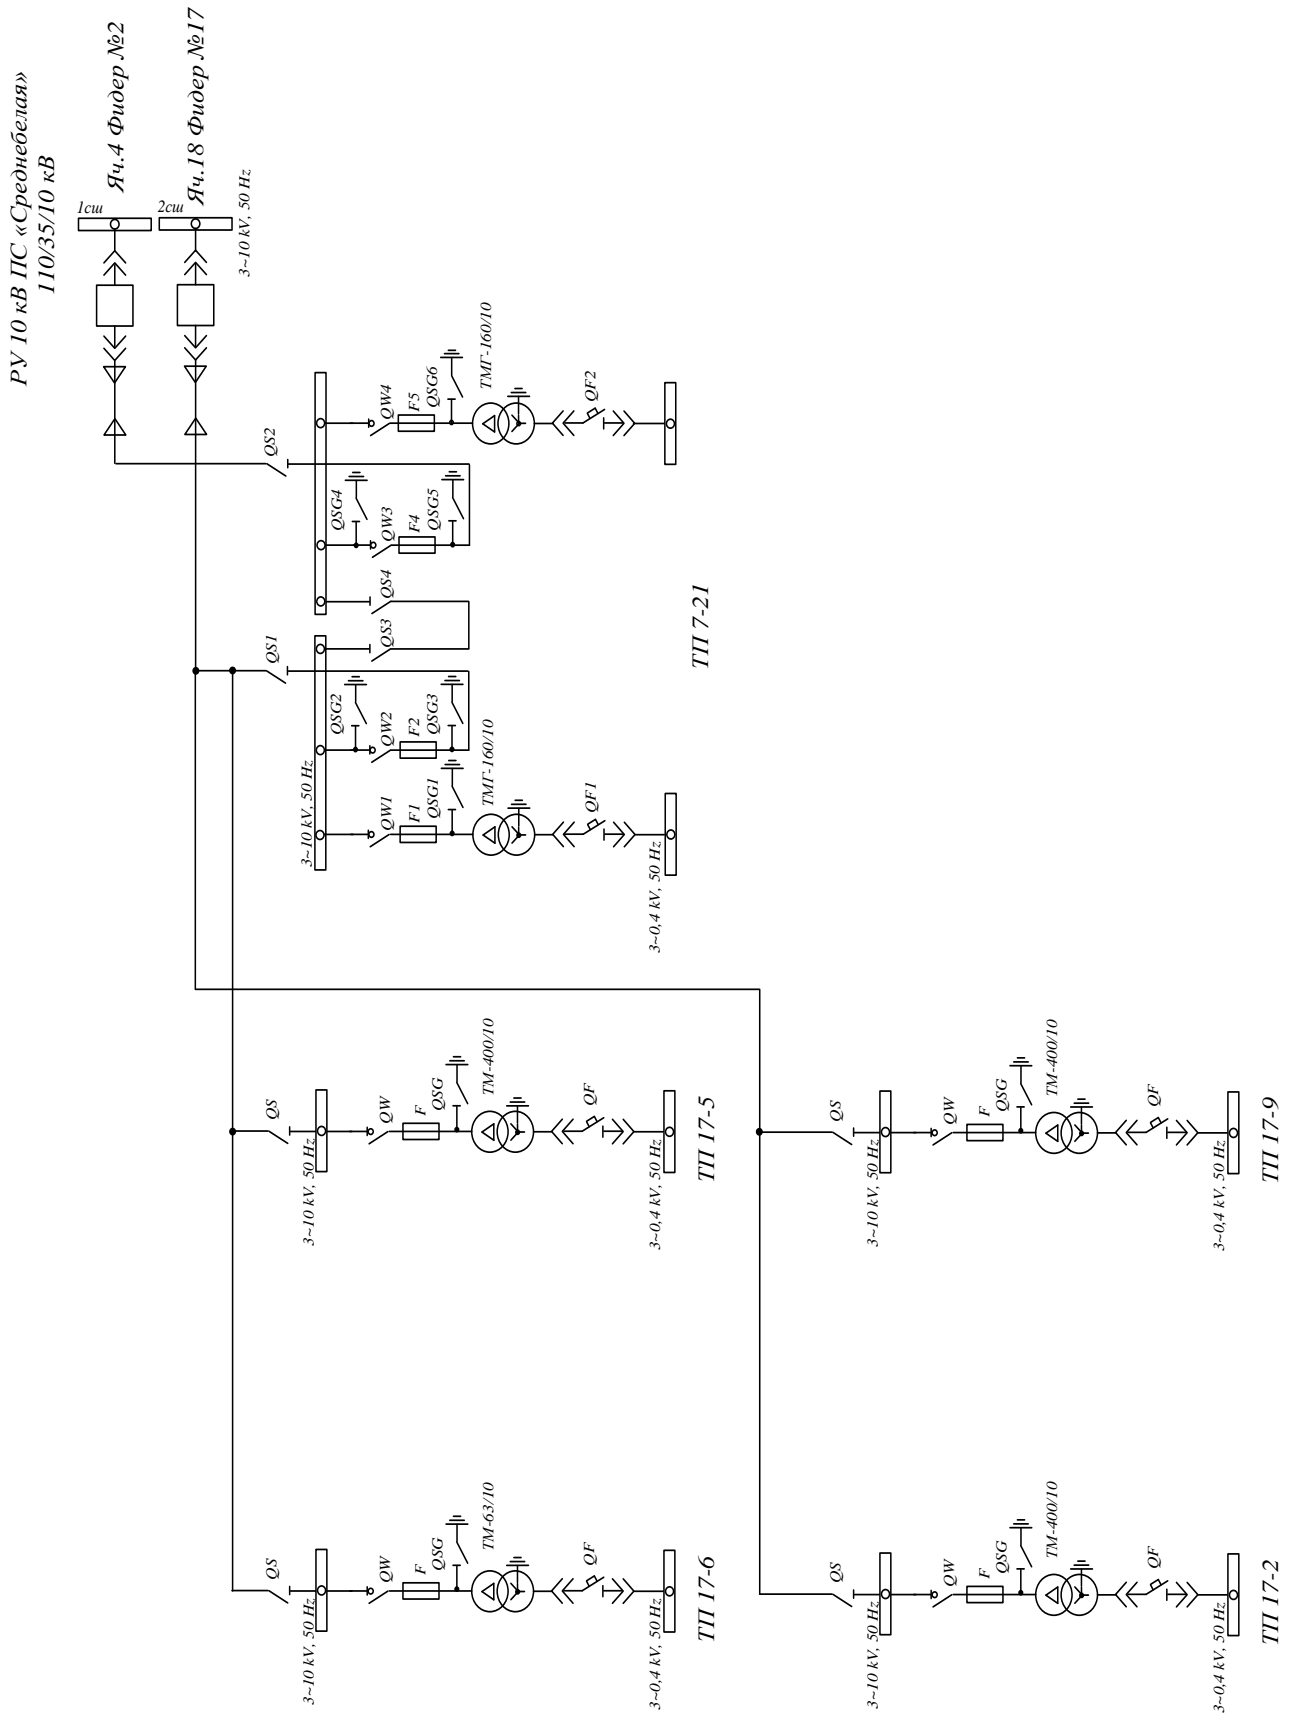 РУ 10 кВ ПС «Среднебелая»
110/35/10 кВ
Яч.4 Фидер №2
Яч.18 Фидер №17
1сш
2сш
3~10 kV, 50 Hz
QS2
QS1
QW4
F5
QSG6
ТМГ-160/10
QF2
QSG4
QW3
F4
QSG5
QS4
QS3
QSG2
QW2
F2
QSG3
3~10 kV, 50 Hz
QW1
F1
QSG1
ТМГ-160/10
QF1
3~0,4 kV, 50 Hz
ТП 7-21
QS
3~10 kV, 50 Hz
QW
F
QSG
ТМ-400/10
QF
3~0,4 kV, 50 Hz
ТП 17-5
QS
3~10 kV, 50 Hz
QW
F
QSG
ТМ-400/10
QF
3~0,4 kV, 50 Hz
ТП 17-9
QS
3~10 kV, 50 Hz
QW
F
QSG
ТМ-63/10
QF
3~0,4 kV, 50 Hz
ТП 17-6
QS
3~10 kV, 50 Hz
QW
F
QSG
ТМ-400/10
QF
3~0,4 kV, 50 Hz
ТП 17-2